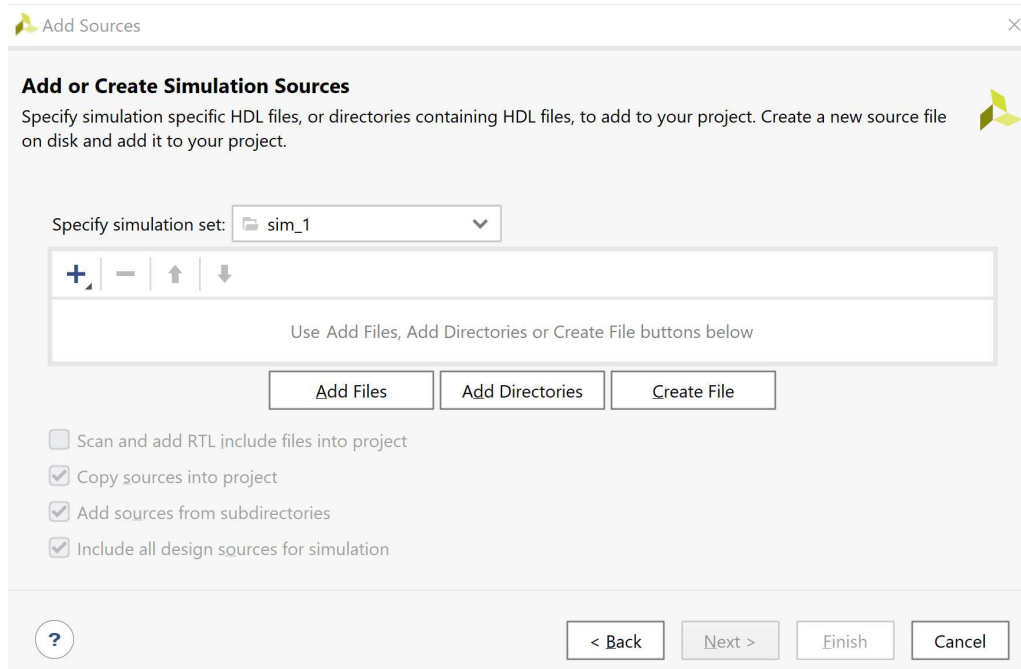 Add Sources
Add or Create Simulation Sources
Specify simulation specific HDL files, or directories containing HDL files, to add to your project. Create a new source file
on disk and add it to your project.
Specify simulation set: sim_1
Use Add Files, Add Directories or Create File buttons below
Add Files Add Directories Create File
Scan and add RTL include files into project
Copy sources into project
Add sources from subdirectories
Include all design sources for simulation
? < Back Next > Finish Cancel